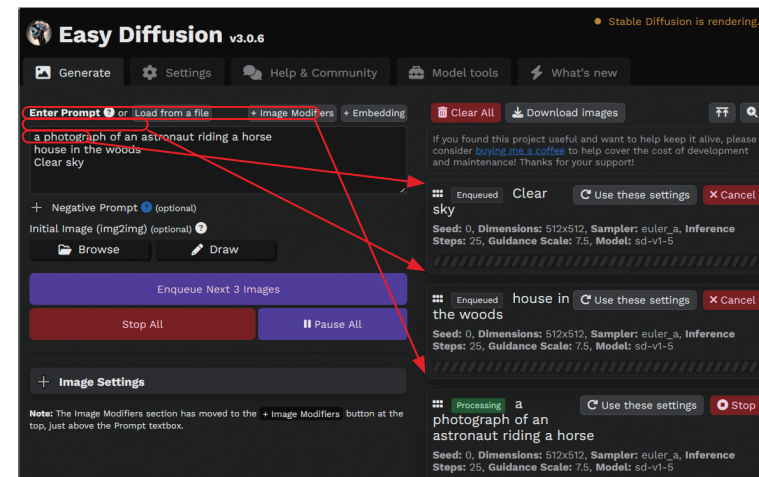 Easy Diffusion v3.0.6
Stable Diffusion is rendering.
Generate
Settings
Help & Community
Model tools
What's new
Enter Prompt ? or Load from a file
+ Image Modifiers
+ Embedding
a photograph of an astronaut riding a horse
house in the woods
Clear sky
+ Negative Prompt ? (optional)
Initial Image (img2img) (optional) ?
Browse
Draw
Enqueue Next 3 Images
Stop All
Pause All
+ Image Settings
Note: The Image Modifiers section has moved to the + Image Modifiers button at the
top, just above the Prompt textbox.
Clear All
Download images
If you found this project useful and want to help keep it alive, please
consider buying me a coffee to help cover the cost of development
and maintenance! Thanks for your support!
Enqueued Clear
sky
Use these settings
Cancel
Seed: 0, Dimensions: 512x512, Sampler: euler_a, Inference
Steps: 25, Guidance Scale: 7.5, Model: sd-v1-5
Enqueued house in
the woods
Use these settings
Cancel
Seed: 0, Dimensions: 512x512, Sampler: euler_a, Inference
Steps: 25, Guidance Scale: 7.5, Model: sd-v1-5
Processing a
photograph of an
astronaut riding a horse
Use these settings
Stop
Seed: 0, Dimensions: 512x512, Sampler: euler_a, Inference
Steps: 25, Guidance Scale: 7.5, Model: sd-v1-5